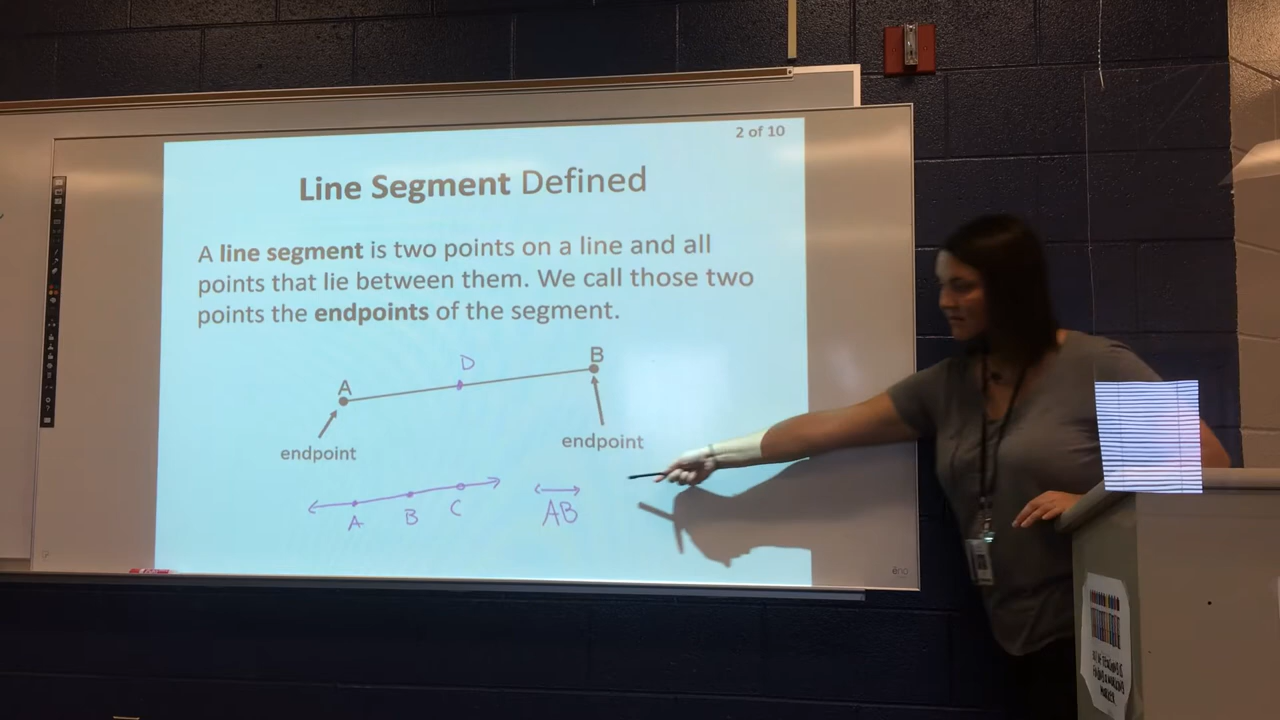 2 of 10
Line Segment Defined
A line segment is two points on a line and all
points that lie between them. We call those two
points the endpoints of the segment.
A
D
B
endpoint
endpoint
A
B
C
AB
ēno